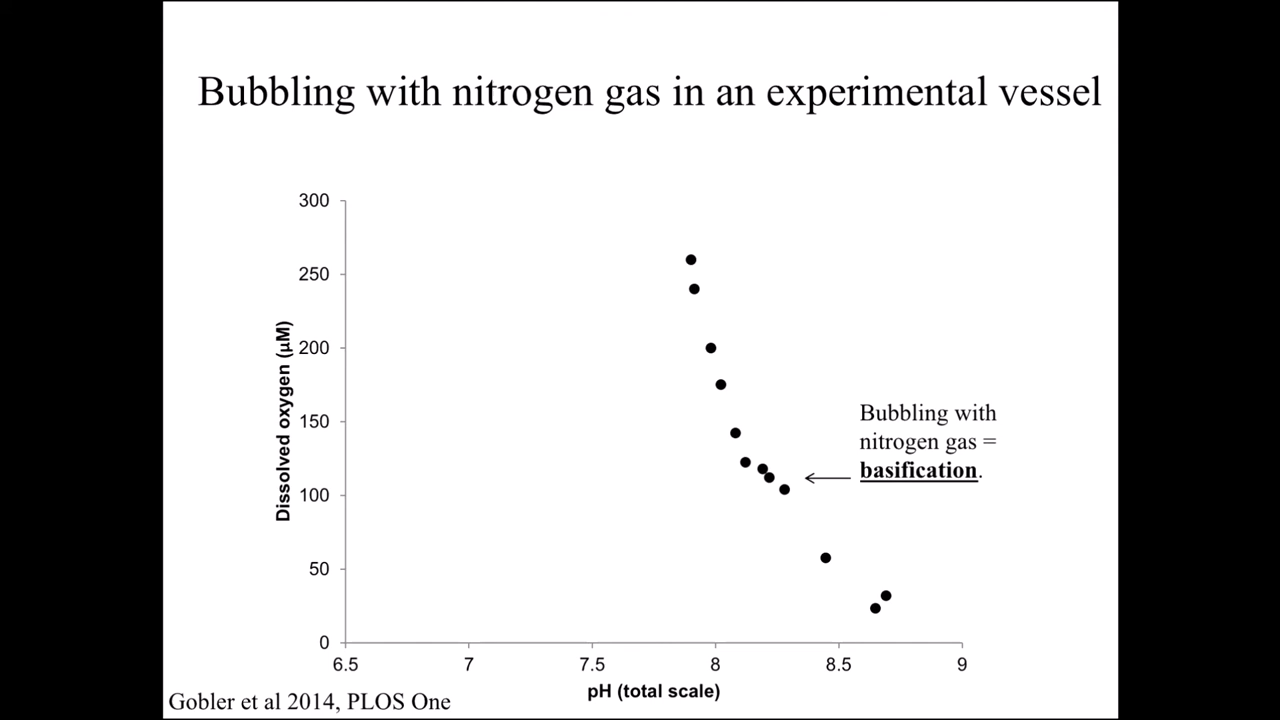 Bubbling with nitrogen gas in an experimental vessel
300
250
200
150
100
50
0
Dissolved oxygen (µM)
Bubbling with
nitrogen gas =
basification.
6.5 7 7.5 8 8.5 9
pH (total scale)
Gobler et al 2014, PLOS One